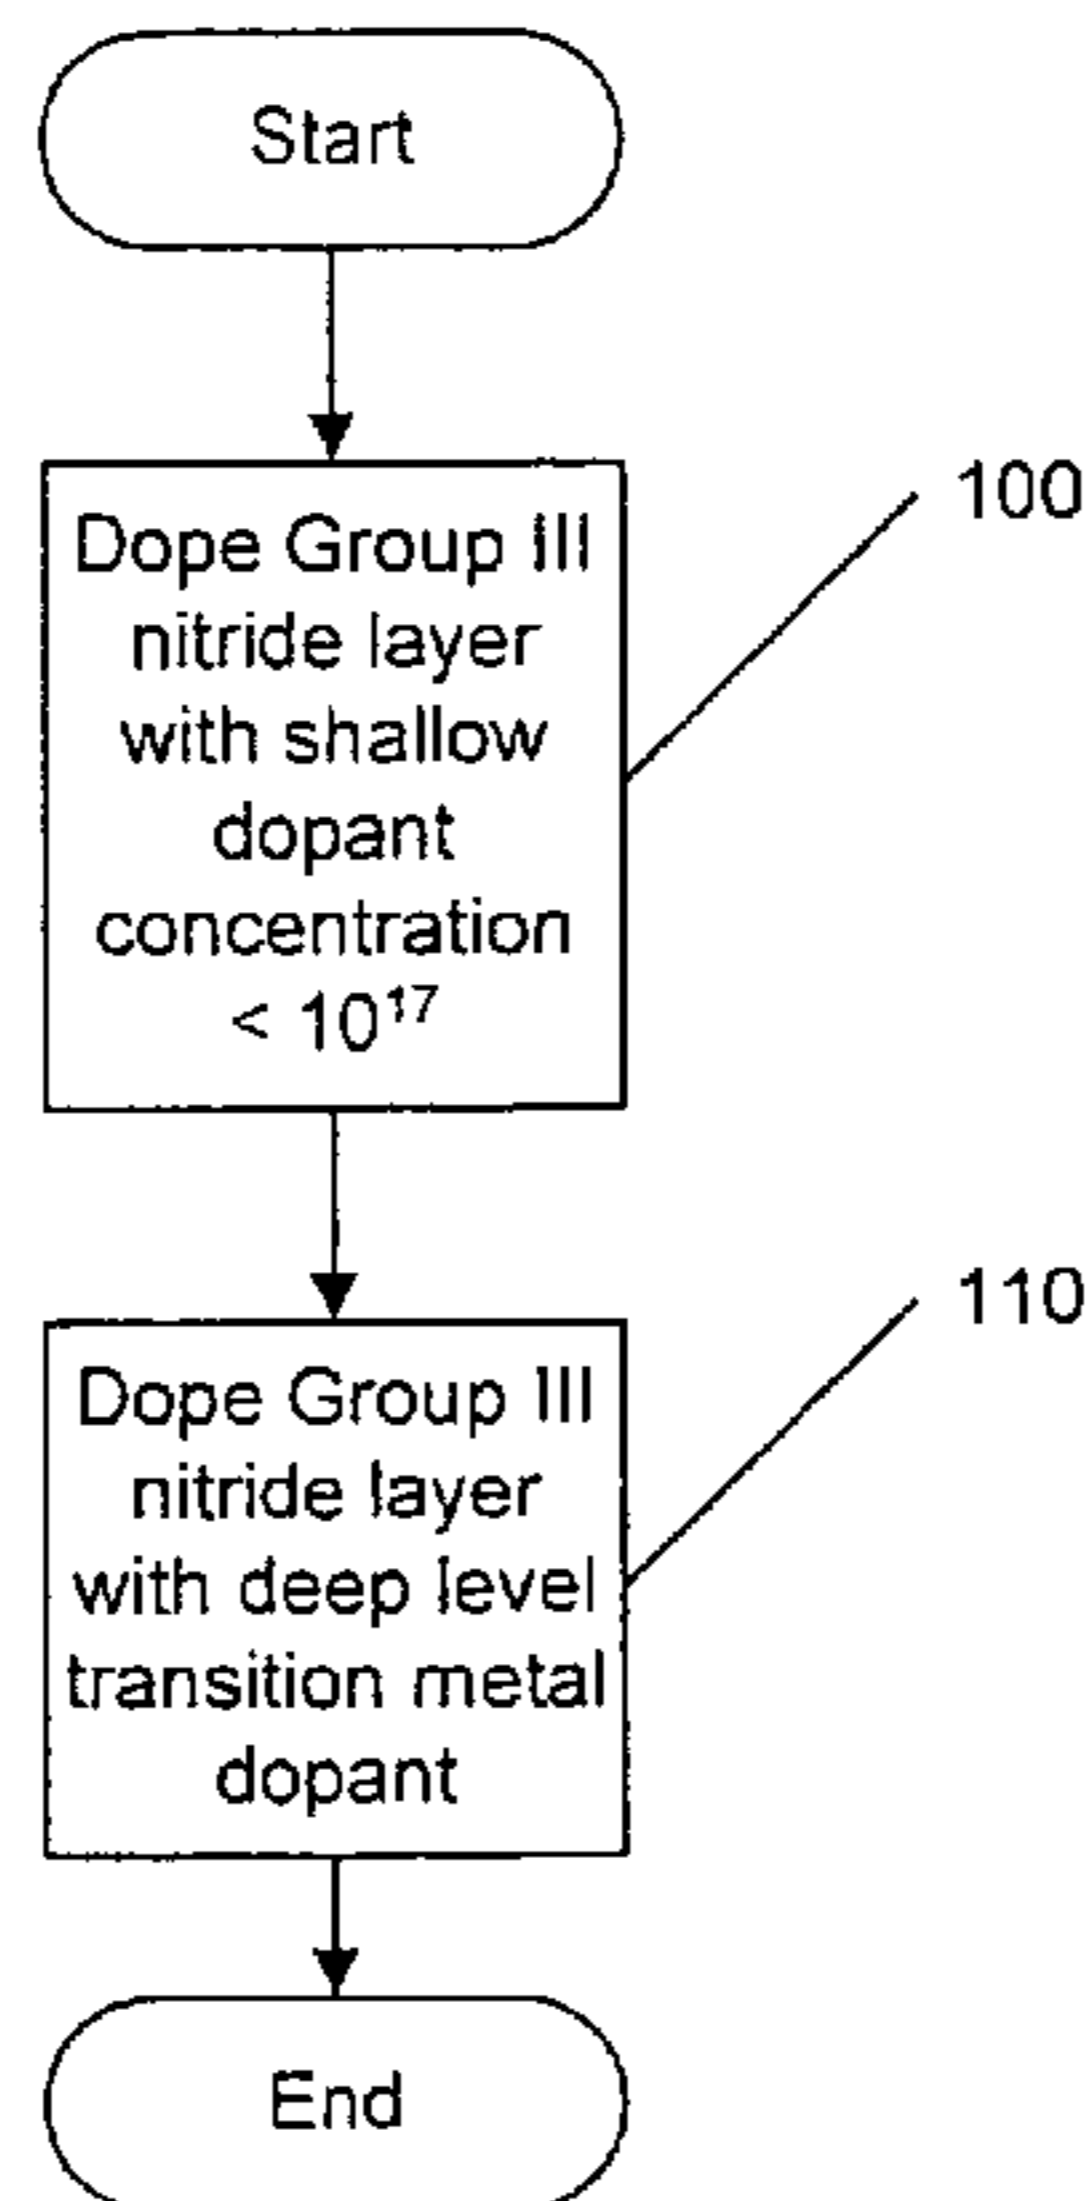 Start
Dope Group III
nitride layer
with shallow
dopant
concentration
< 10¹⁷
100
Dope Group III
nitride layer
with deep level
transition metal
dopant
110
End